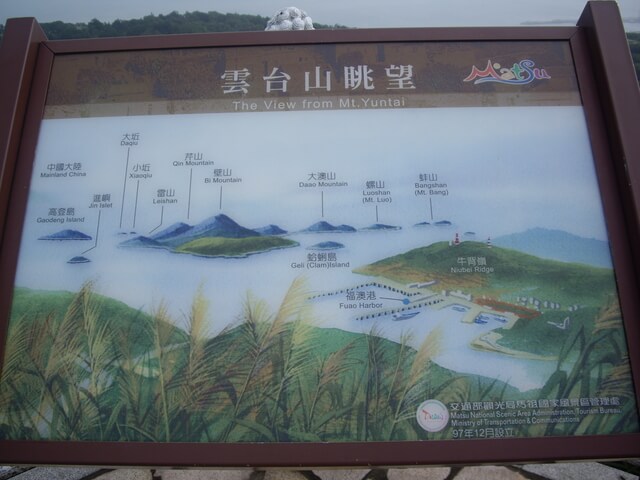 雲台山眺望
Matsu
The View from Mt.Yuntai
中國大陸
Mainland China
大坵
Daqiu
小坵
Xiaoqiu
芹山
Qin Mountain
壁山
Bi Mountain
雷山
Leishan
大澳山
Daao Mountain
螺山
Luoshan
(Mt. Luo)
蚌山
Bangshan
(Mt. Bang)
高登島
Gaodeng Island
進嶼
Jin Islet
蛤蜊島
Geli (Clam)Island
牛背嶺
Niubei Ridge
福澳港
Fuao Harbor
交通部觀光局馬祖國家風景區管理處
Matsu National Scenic Area Administration,Tourism Bureau,
Ministry of Transportation & Communications
97年12月設立